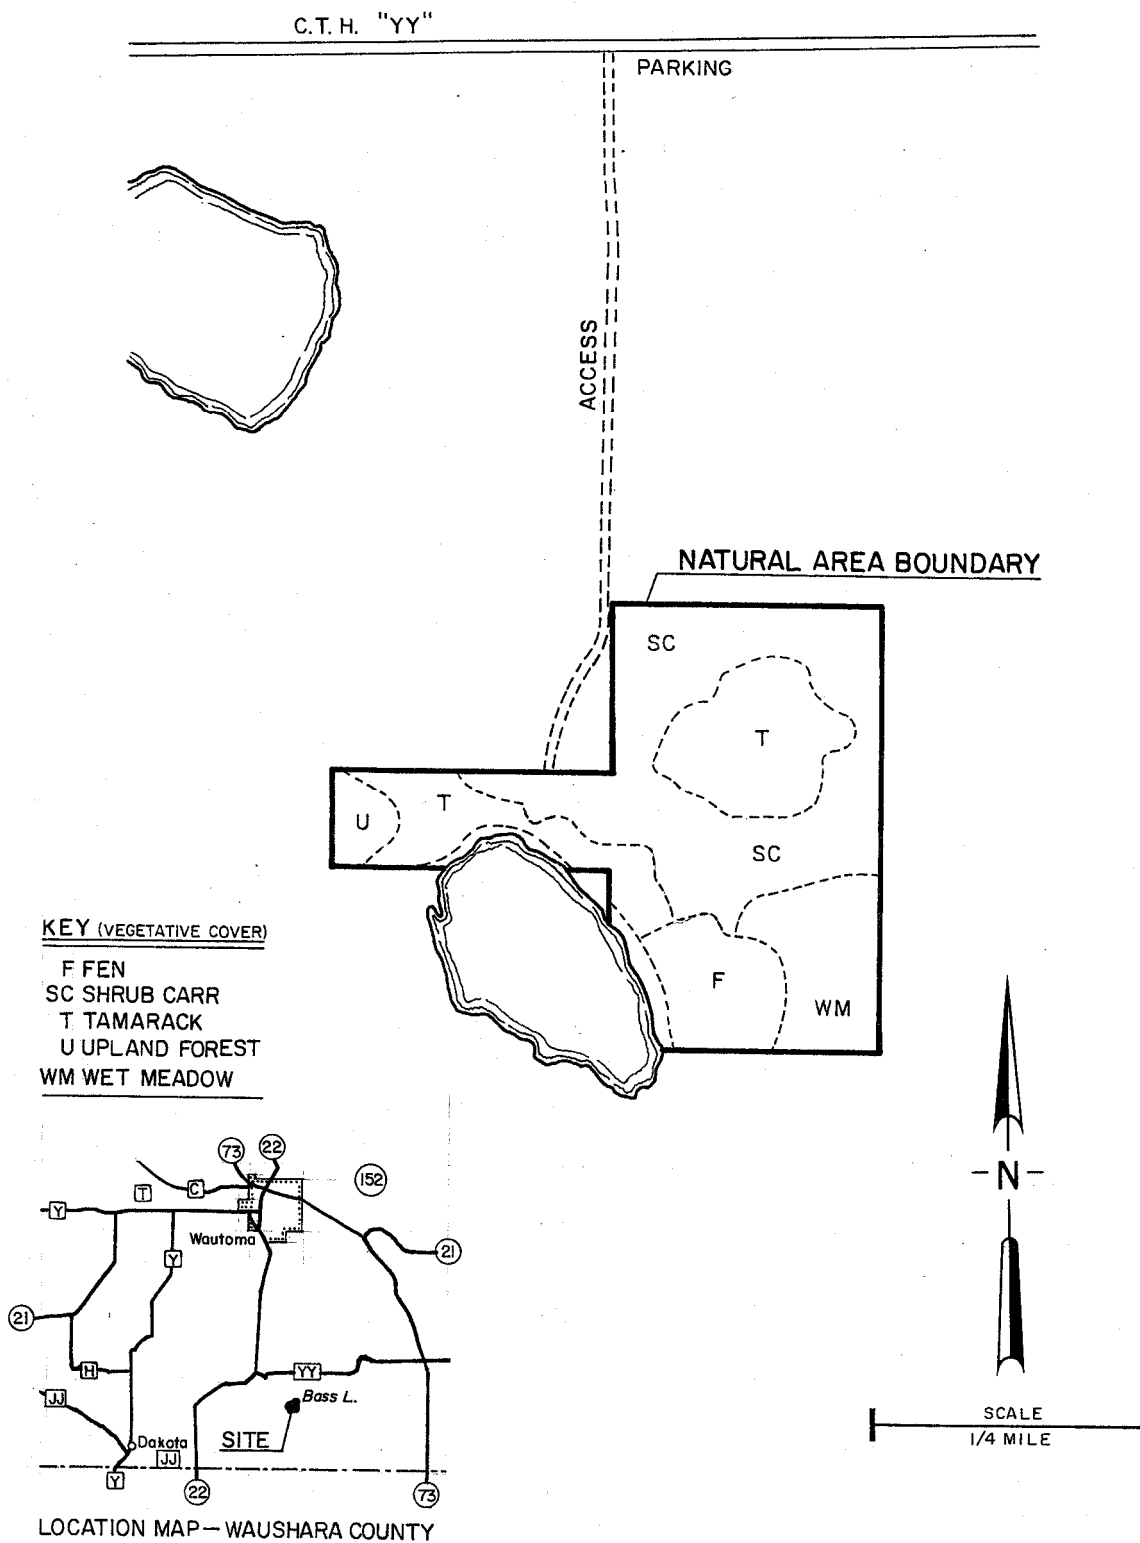 C.T.H. "YY"
PARKING
ACCESS
NATURAL AREA BOUNDARY
SC
T
T
U
SC
F
WM
KEY (VEGETATIVE COVER)
F FEN
SC SHRUB CARR
T TAMARACK
U UPLAND FOREST
WM WET MEADOW
-N-
SCALE
1/4 MILE
73
22
152
T
C
Y
Wautoma
Y
21
21
H
YY
JJ
Bass L.
Dakota
SITE
JJ
Y
22
73
LOCATION MAP - WAUSHARA COUNTY